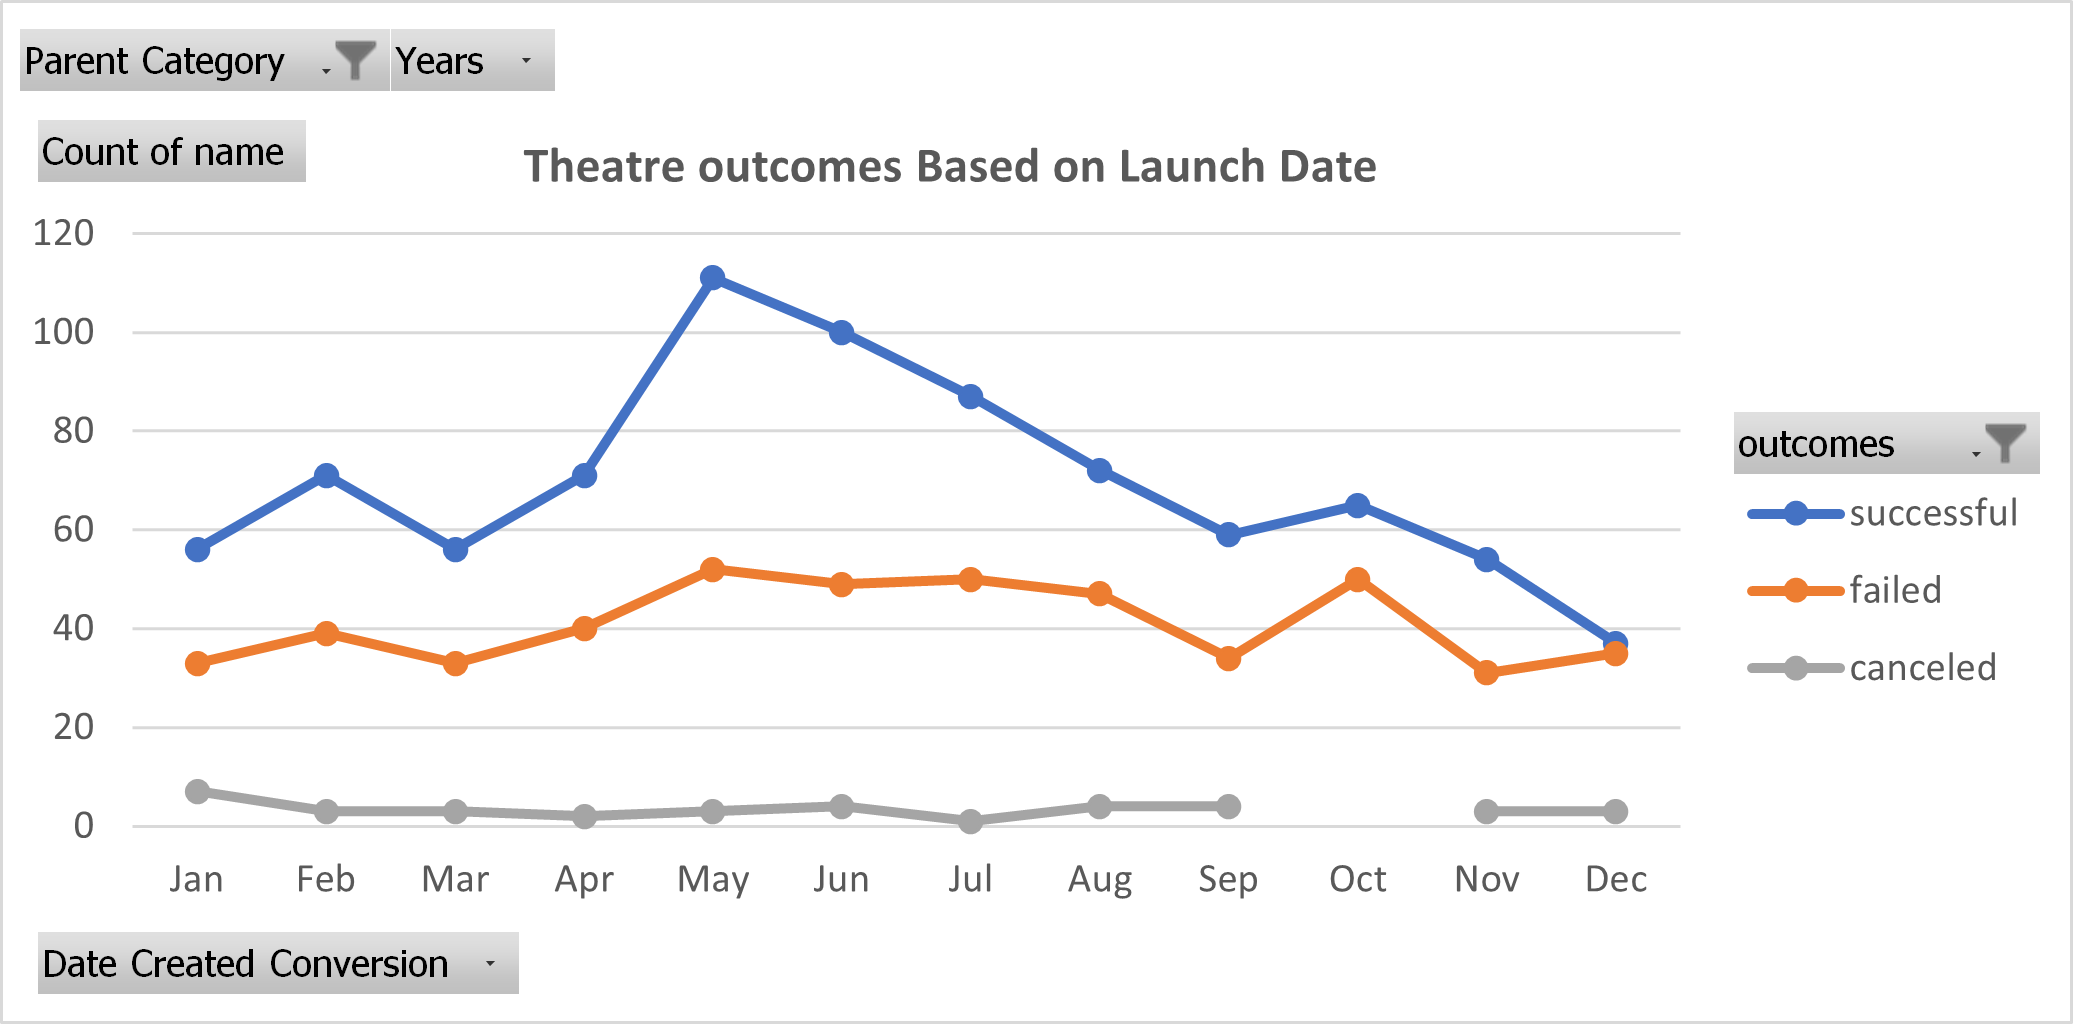 Parent Category Years
Count of name
Theatre outcomes Based on Launch Date
120
100
80
60
40
20
0
Jan Feb Mar Apr May Jun Jul Aug Sep Oct Nov Dec
outcomes
successful
failed
canceled
Date Created Conversion